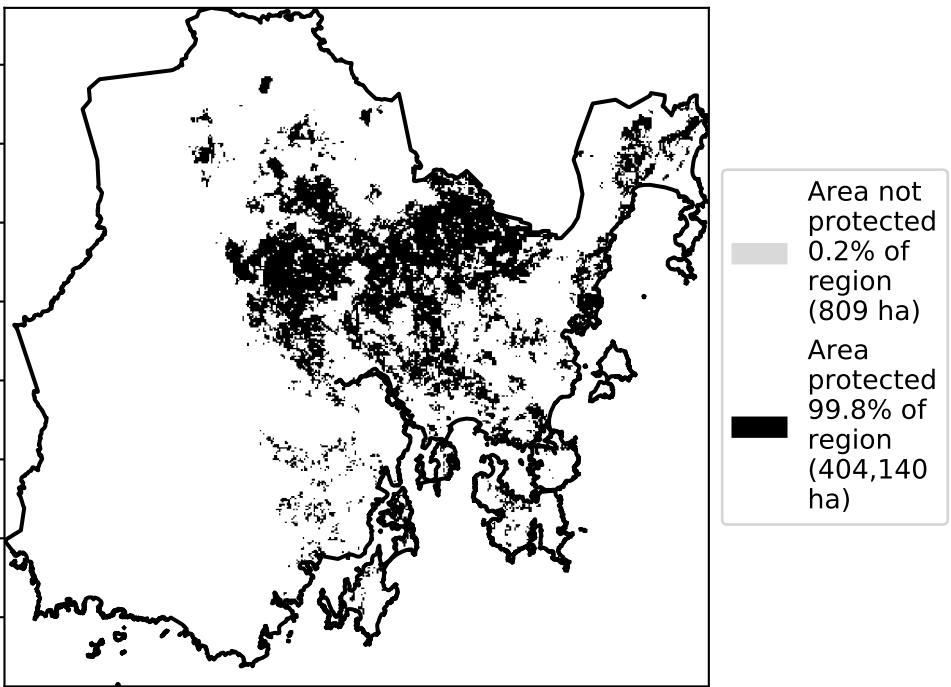 Area not
protected
0.2% of
region
(809 ha)
Area
protected
99.8% of
region
(404,140
ha)